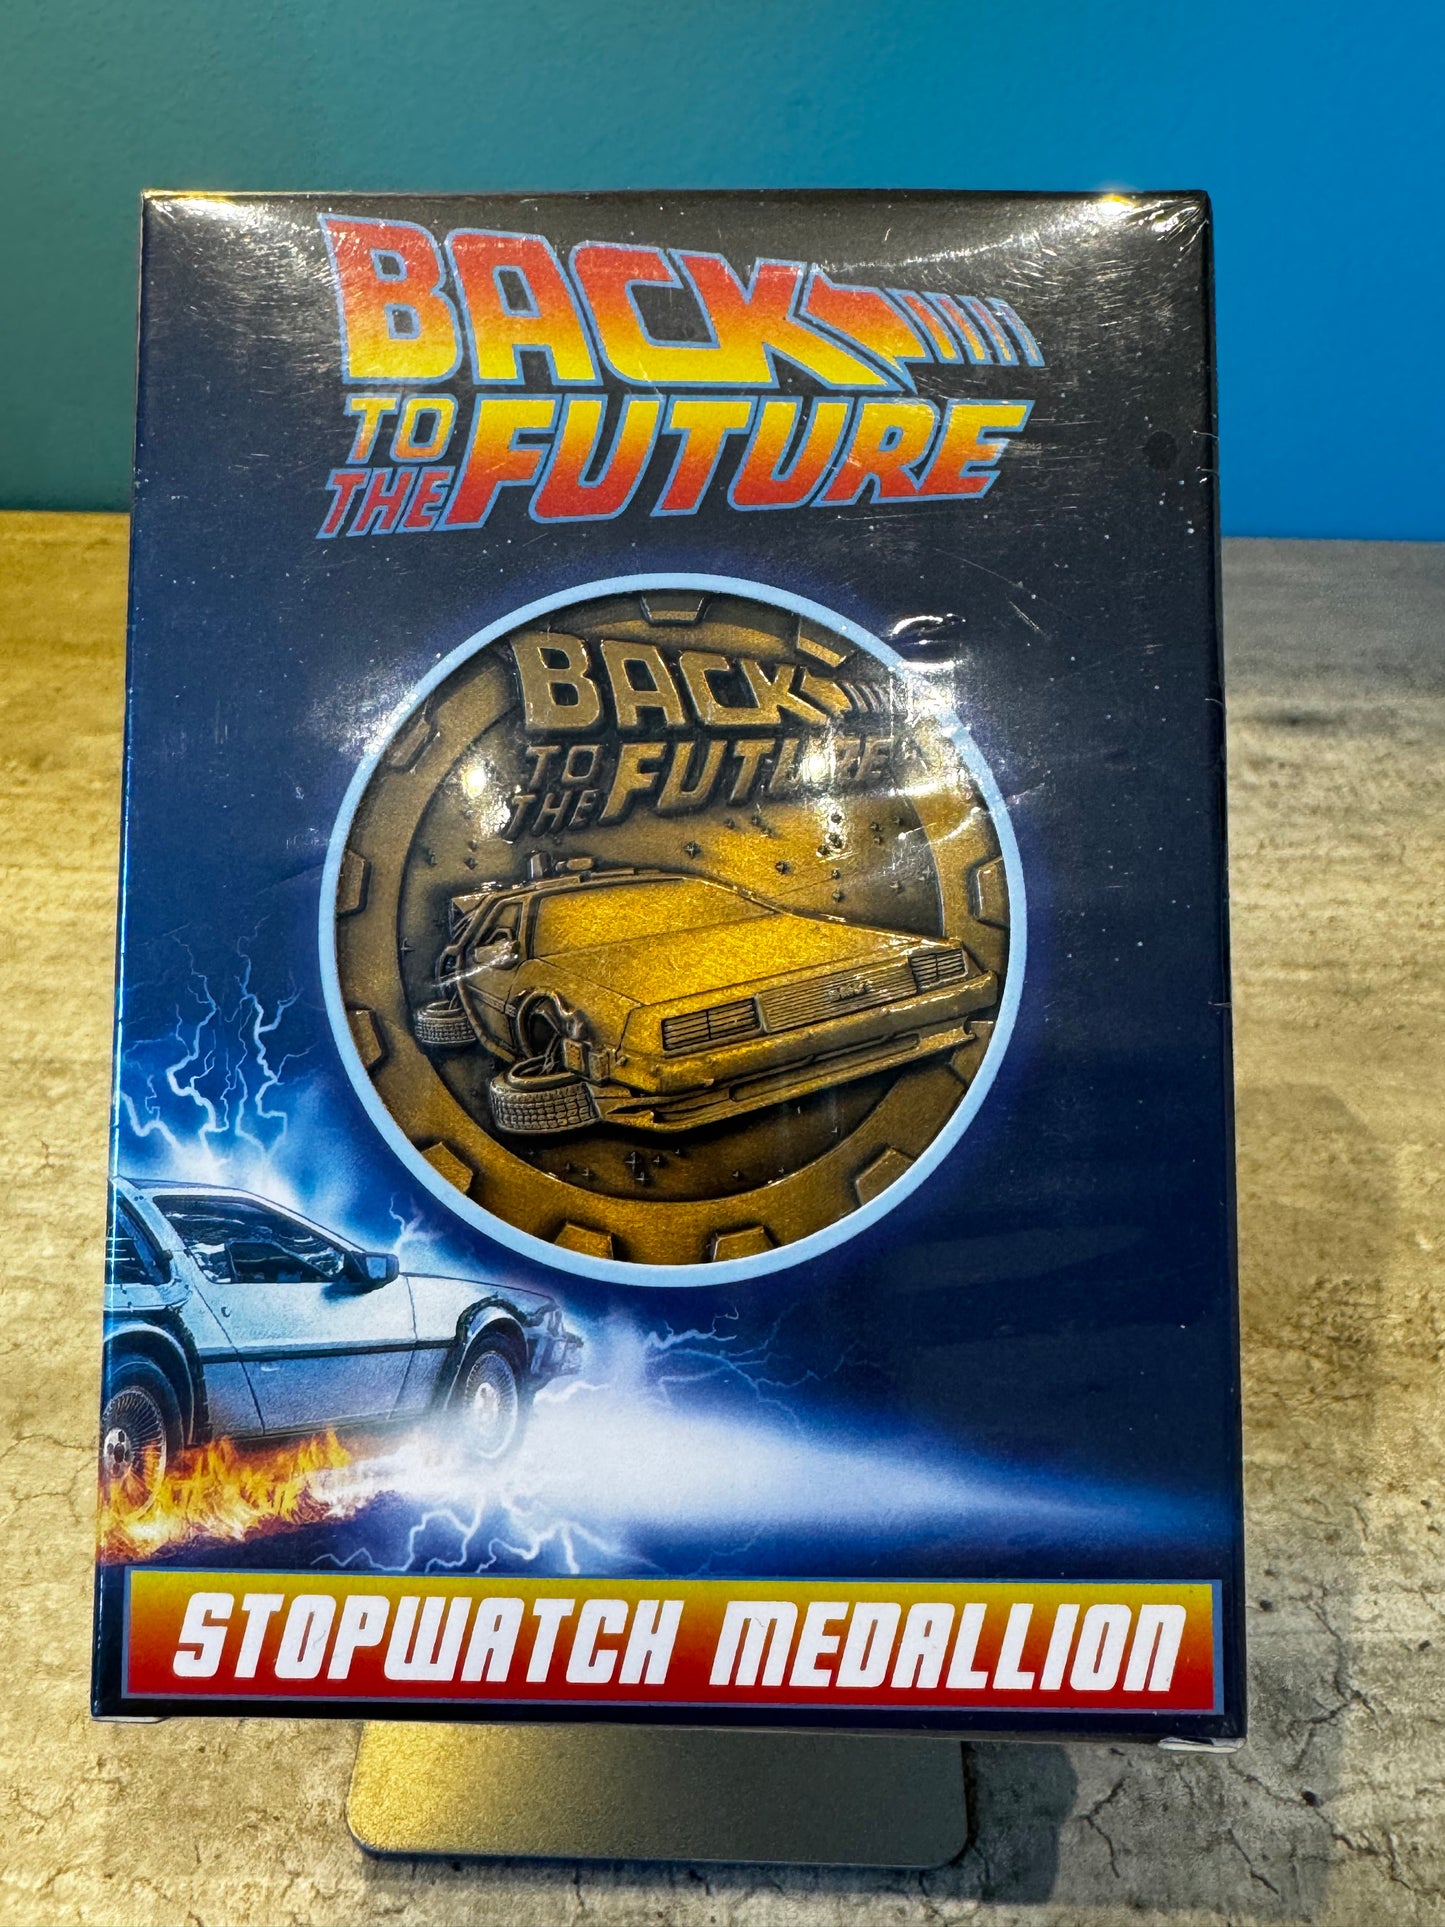 BACK
TO
THE FUTURE
BACK
TO
THE FUTURE
STOPWATCH MEDALLION